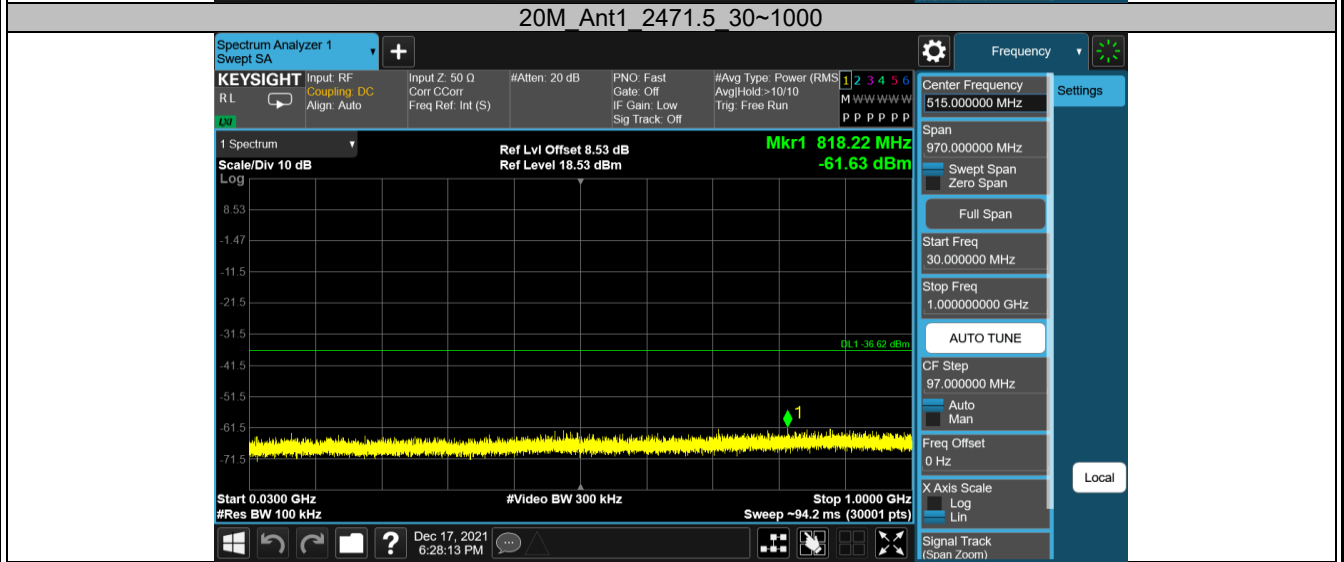 20M_Ant1_2471.5_30~1000
Spectrum Analyzer 1
Swept SA
+
Frequency
KEYSIGHT
RL
LXI
Input: RF
Coupling: DC
Align: Auto
Input Z: 50 Ω
Corr CCorr
Freq Ref: Int (S)
#Atten: 20 dB
PNO: Fast
Gate: Off
IF Gain: Low
Sig Track: Off
#Avg Type: Power (RMS
Avg|Hold:>10/10
Trig: Free Run
1 2 3 4 5 6
M W W W W W
P P P P P P
Center Frequency
515.000000 MHz
Settings
Span
970.000000 MHz
Swept Span
Zero Span
Full Span
Start Freq
30.000000 MHz
Stop Freq
1.000000000 GHz
AUTO TUNE
CF Step
97.000000 MHz
Auto
Man
Freq Offset
0 Hz
X Axis Scale
Log
Lin
Signal Track
(Span Zoom)
Local
1 Spectrum
Scale/Div 10 dB
Log
Ref Lvl Offset 8.53 dB
Ref Level 18.53 dBm
Mkr1 818.22 MHz
-61.63 dBm
8.53
-1.47
-11.5
-21.5
-31.5
DL1 -36.62 dBm
-41.5
-51.5
1
-61.5
-71.5
Start 0.0300 GHz
#Video BW 300 kHz
Stop 1.0000 GHz
#Res BW 100 kHz
Sweep ~94.2 ms (30001 pts)
?
Dec 17, 2021
6:28:13 PM